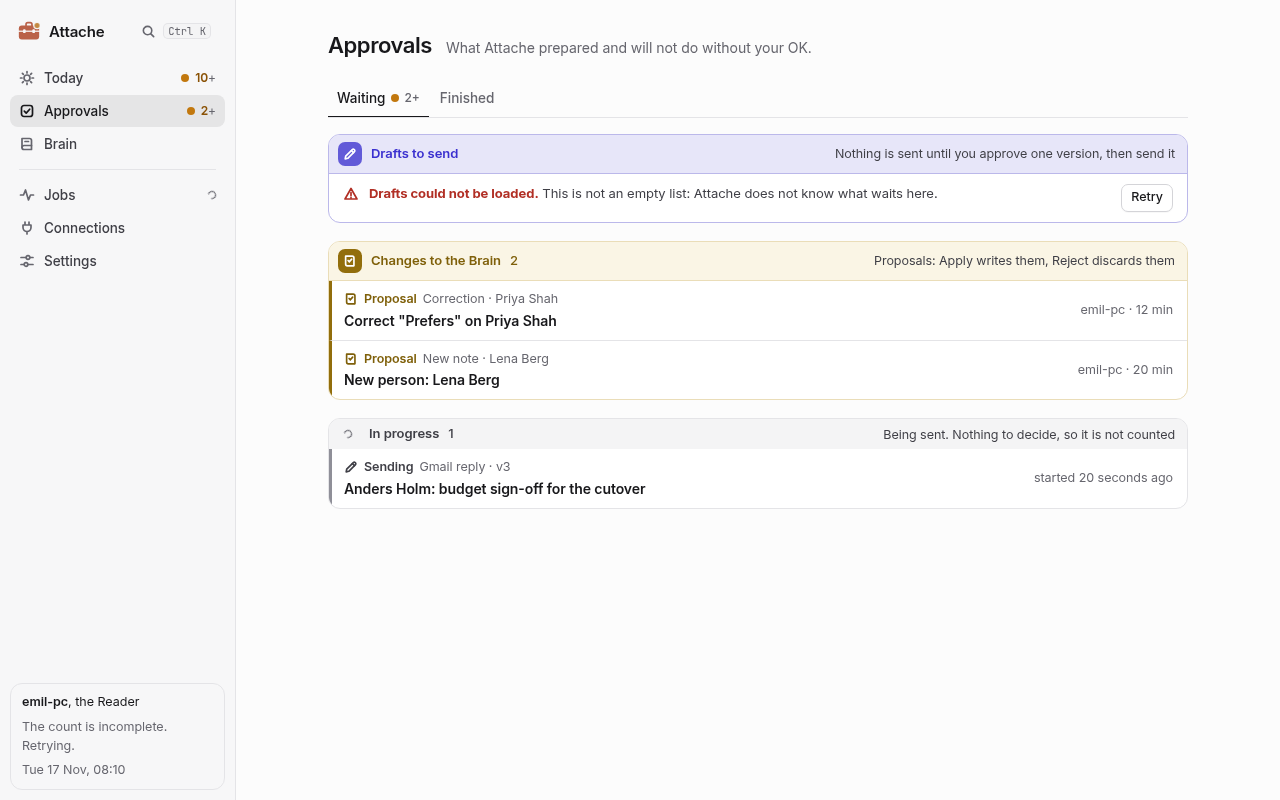 Attache
Ctrl K
Today 10+
Approvals 2+
Brain
Jobs
Connections
Settings
emil-pc, the Reader
The count is incomplete.
Retrying.
Tue 17 Nov, 08:10
Approvals What Attache prepared and will not do without your OK.
Waiting 2+ Finished
Drafts to send Nothing is sent until you approve one version, then send it
Drafts could not be loaded. This is not an empty list: Attache does not know what waits here. Retry
Changes to the Brain 2 Proposals: Apply writes them, Reject discards them
Proposal Correction · Priya Shah
Correct "Prefers" on Priya Shah
emil-pc · 12 min
Proposal New note · Lena Berg
New person: Lena Berg
emil-pc · 20 min
In progress 1 Being sent. Nothing to decide, so it is not counted
Sending Gmail reply · v3
Anders Holm: budget sign-off for the cutover
started 20 seconds ago